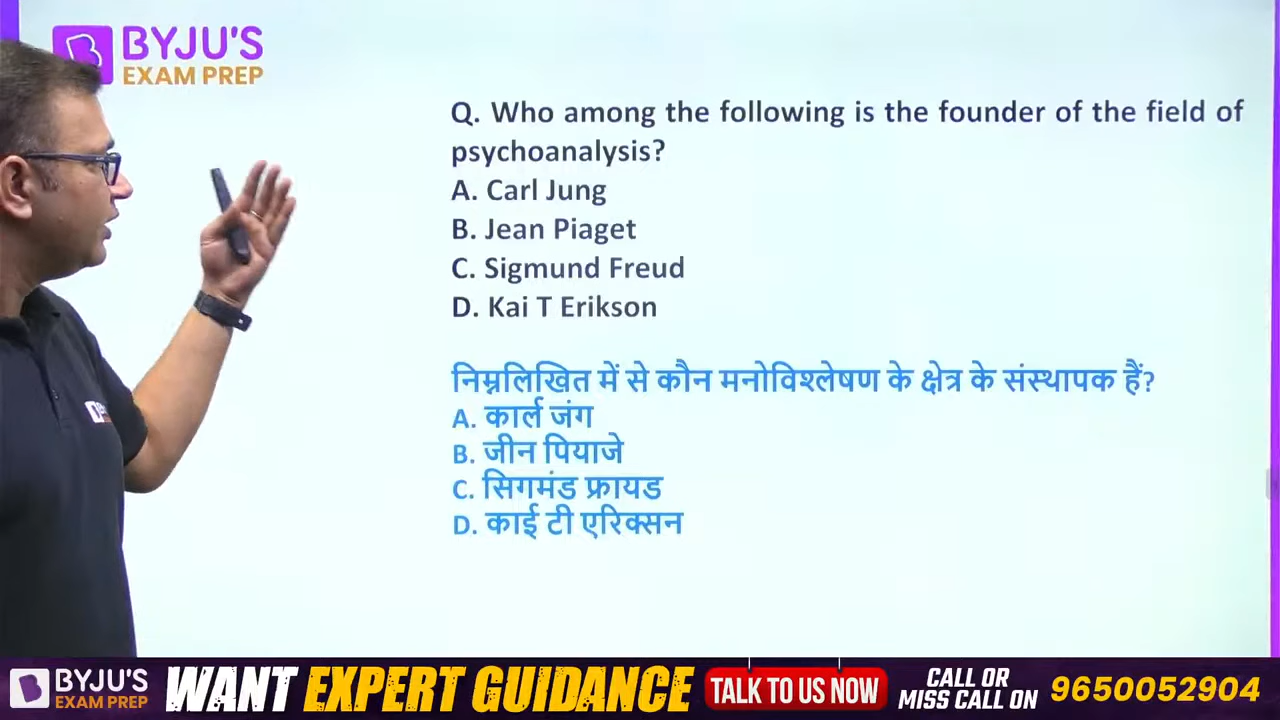 BYJU'S
EXAM PREP
Q. Who among the following is the founder of the field of
psychoanalysis?
A. Carl Jung
B. Jean Piaget
C. Sigmund Freud
D. Kai T Erikson
निम्नलिखित में से कौन मनोविश्लेषण के क्षेत्र के संस्थापक हैं?
A. कार्ल जंग
B. जीन पियाजे
C. सिगमंड फ्रायड
D. काई टी एरिक्सन
BYJU'S
EXAM PREP
WANT EXPERT GUIDANCE
TALK TO US NOW
CALL OR
MISS CALL ON
9650052904